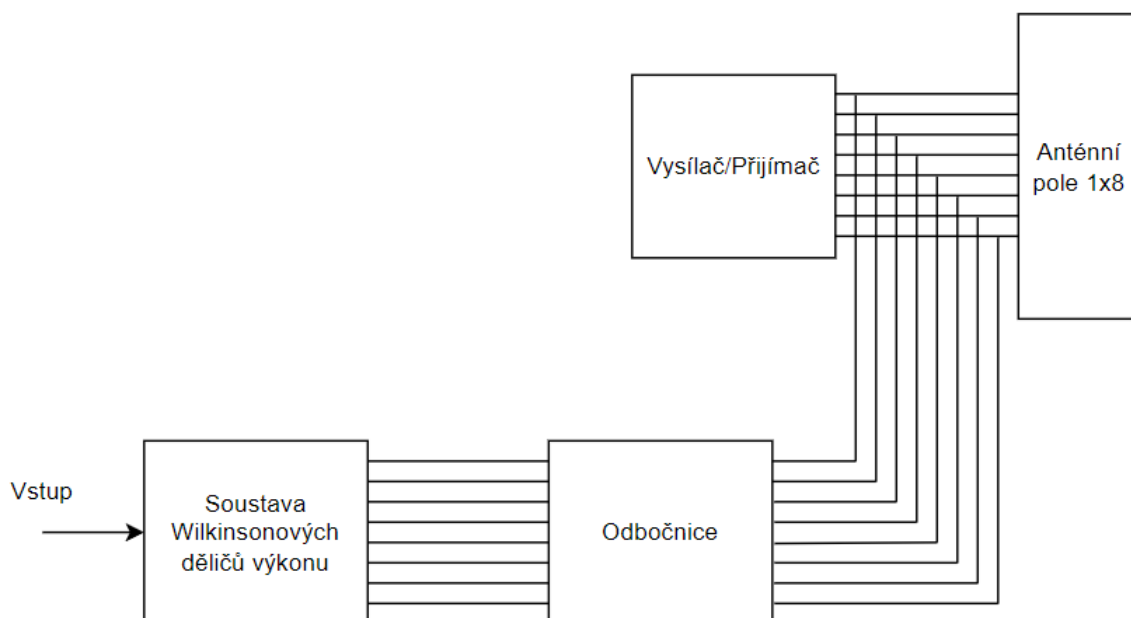 Vysílač/Přijímač
Anténní
pole 1x8
Vstup
Soustava
Wilkinsonových
děličů výkonu
Odbočnice